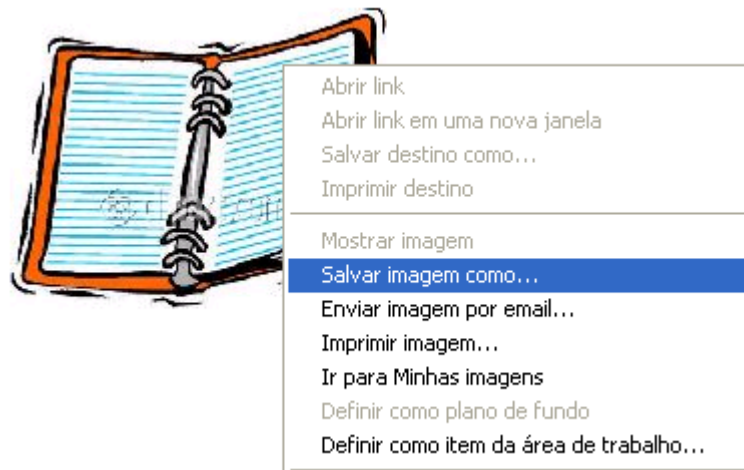 Abrir link
Abrir link em uma nova janela
Salvar destino como...
Imprimir destino
Mostrar imagem
Salvar imagem como...
Enviar imagem por email...
Imprimir imagem...
Ir para Minhas imagens
Definir como plano de fundo
Definir como item da área de trabalho...